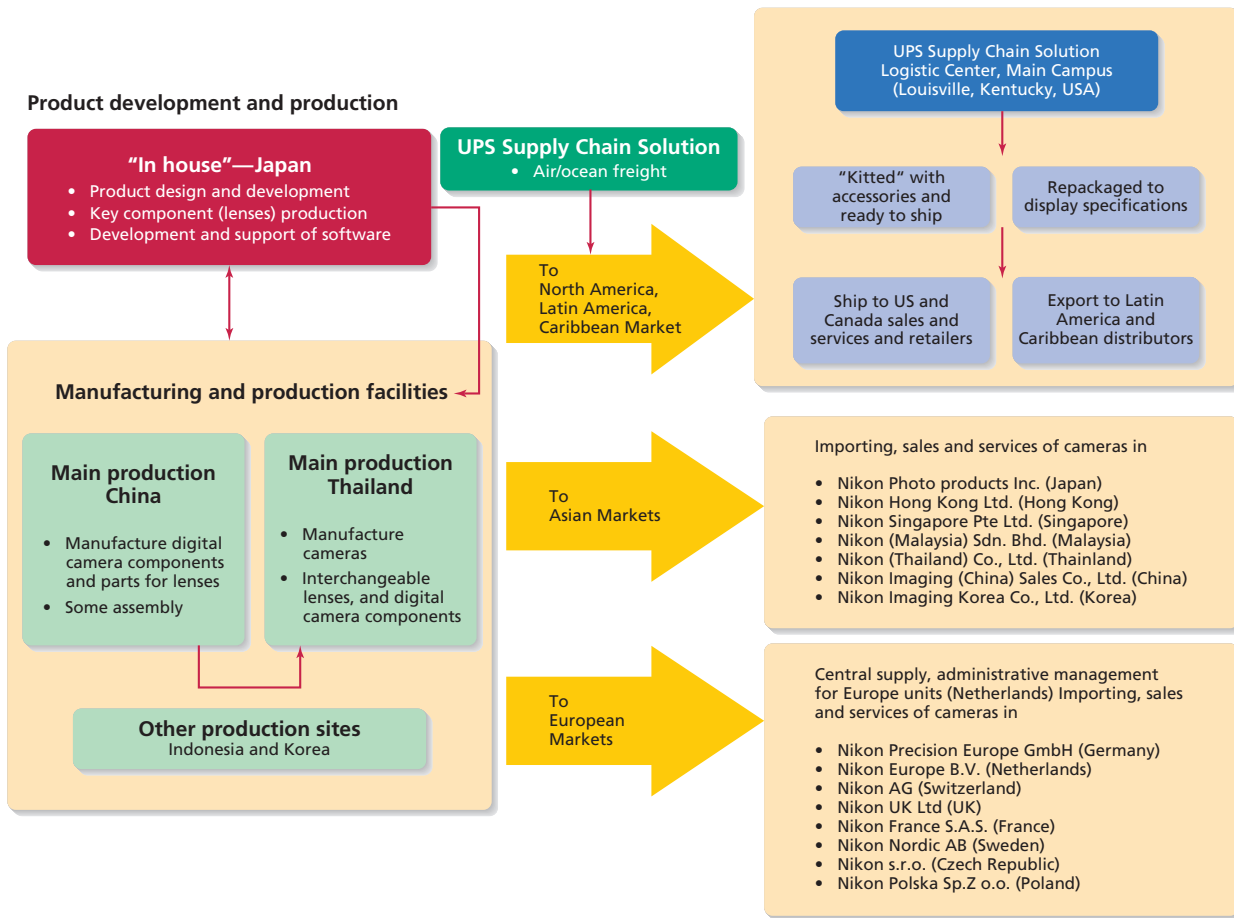 Product development and production
“In house”—Japan
• Product design and development
• Key component (lenses) production
• Development and support of software
UPS Supply Chain Solution
• Air/ocean freight
UPS Supply Chain Solution
Logistic Center, Main Campus
(Louisville, Kentucky, USA)
“Kitted“ with
accessories and
ready to ship
Repackaged to
display specifications
Ship to US and
Canada sales and
services and retailers
Export to Latin
America and
Caribbean distributors
To
North America,
Latin America,
Caribbean Market
Manufacturing and production facilities
Main production
China
• Manufacture digital
camera components
and parts for lenses
• Some assembly
Main production
Thailand
• Manufacture
cameras
• Interchangeable
lenses, and digital
camera components
Other production sites
Indonesia and Korea
To
Asian Markets
Importing, sales and services of cameras in
• Nikon Photo products Inc. (Japan)
• Nikon Hong Kong Ltd. (Hong Kong)
• Nikon Singapore Pte Ltd. (Singapore)
• Nikon (Malaysia) Sdn. Bhd. (Malaysia)
• Nikon (Thailand) Co., Ltd. (Thainland)
• Nikon Imaging (China) Sales Co., Ltd. (China)
• Nikon Imaging Korea Co., Ltd. (Korea)
To
European
Markets
Central supply, administrative management
for Europe units (Netherlands) Importing, sales
and services of cameras in
• Nikon Precision Europe GmbH (Germany)
• Nikon Europe B.V. (Netherlands)
• Nikon AG (Switzerland)
• Nikon UK Ltd (UK)
• Nikon France S.A.S. (France)
• Nikon Nordic AB (Sweden)
• Nikon s.r.o. (Czech Republic)
• Nikon Polska Sp.Z o.o. (Poland)